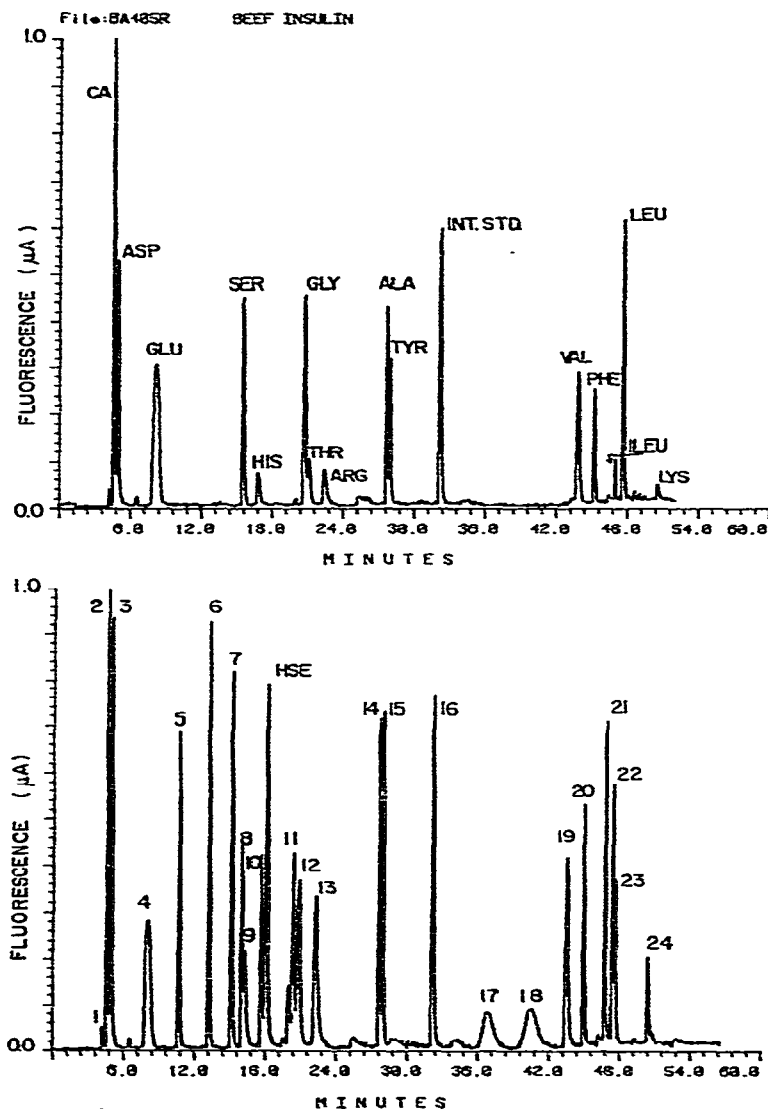 File:BA48SR BEEF INSULIN
1.0
CA
ASP
GLU
SER
HIS
GLY
THR
ARG
ALA
TYR
INT.STD.
VAL
PHE
ILEU
LEU
LYS
FLUORESCENCE (μA)
0.0
6.0 12.0 18.0 24.0 30.0 36.0 42.0 48.0 54.0 60.0
MINUTES
1.0
1 2 3 4 5 6 7 8 9 10 HSE 11 12 13 14 15 16 17 18 19 20 21 22 23 24
FLUORESCENCE (μA)
0.0
6.0 12.0 18.0 24.0 30.0 36.0 42.0 48.0 54.0 60.0
MINUTES